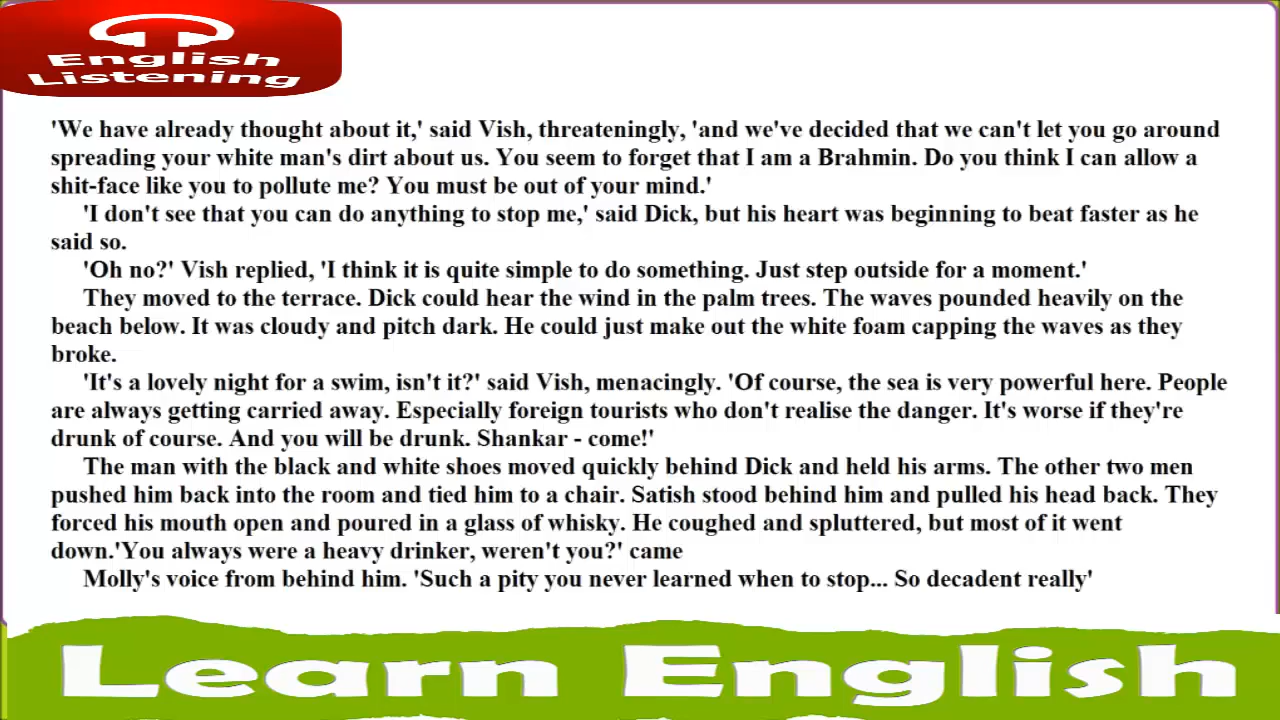 English
Listening
'We have already thought about it,' said Vish, threateningly, 'and we've decided that we can't let you go around
spreading your white man's dirt about us. You seem to forget that I am a Brahmin. Do you think I can allow a
shit-face like you to pollute me? You must be out of your mind.'
'I don't see that you can do anything to stop me,' said Dick, but his heart was beginning to beat faster as he
said so.
'Oh no?' Vish replied, 'I think it is quite simple to do something. Just step outside for a moment.'
They moved to the terrace. Dick could hear the wind in the palm trees. The waves pounded heavily on the
beach below. It was cloudy and pitch dark. He could just make out the white foam capping the waves as they
broke.
'It's a lovely night for a swim, isn't it?' said Vish, menacingly. 'Of course, the sea is very powerful here. People
are always getting carried away. Especially foreign tourists who don't realise the danger. It's worse if they're
drunk of course. And you will be drunk. Shankar - come!'
The man with the black and white shoes moved quickly behind Dick and held his arms. The other two men
pushed him back into the room and tied him to a chair. Satish stood behind him and pulled his head back. They
forced his mouth open and poured in a glass of whisky. He coughed and spluttered, but most of it went
down.'You always were a heavy drinker, weren't you?' came
Molly's voice from behind him. 'Such a pity you never learned when to stop... So decadent really'
Learn English